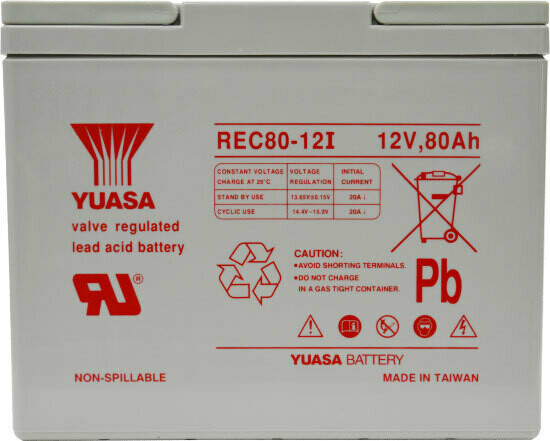 YUASA
valve regulated
lead acid battery
REC80-12I 12V,80Ah
CONSTANT VOLTAGE CHARGE AT 25°C VOLTAGE REGULATION INITIAL CURRENT
STAND BY USE 13.65V±0.15V 20A↓
CYCLIC USE 14.4V~15.0V 20A↓
CAUTION:
•AVOID SHORTING TERMINALS.
•DO NOT CHARGE
IN A GAS TIGHT CONTAINER.
Pb
YUASA BATTERY
NON-SPILLABLE
MADE IN TAIWAN